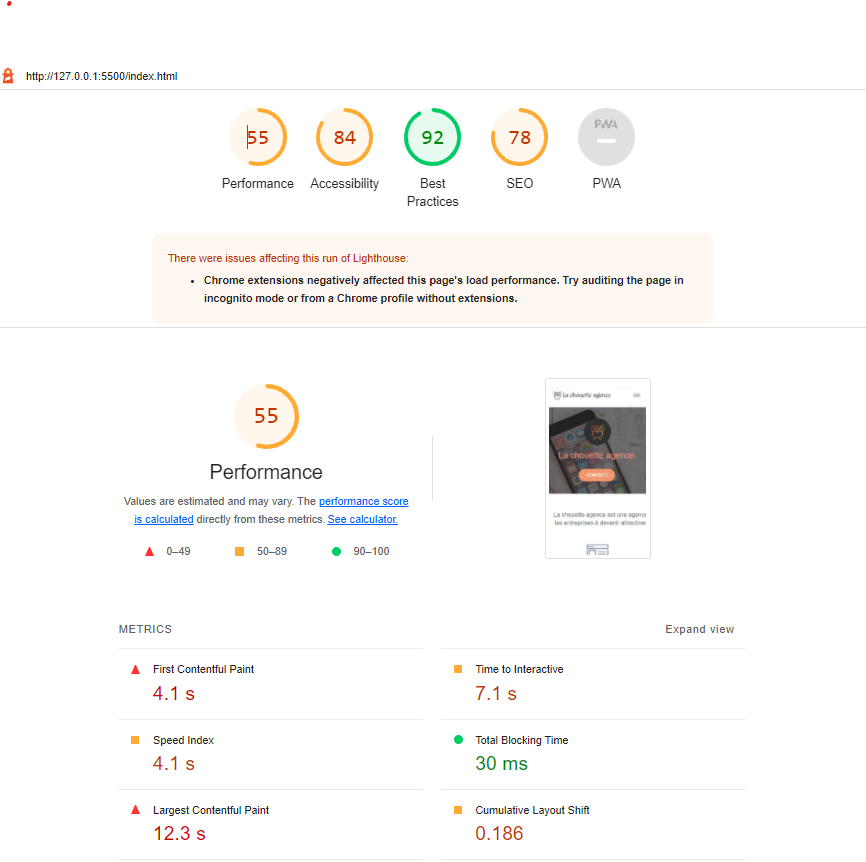 http://127.0.0.1:5500/index.html
55
84
92
78
PWA
Performance
Accessibility
Best
Practices
SEO
PWA
There were issues affecting this run of Lighthouse:
Chrome extensions negatively affected this page's load performance. Try auditing the page in
incognito mode or from a Chrome profile without extensions.
55
Performance
Values are estimated and may vary. The performance score
is calculated directly from these metrics. See calculator.
0–49
50–89
90–100
La chouette agence
La chouette agence.
CONTACT
La chouette agence est une agence
les entreprises à devenir attractive
METRICS
Expand view
First Contentful Paint
4.1 s
Time to Interactive
7.1 s
Speed Index
4.1 s
Total Blocking Time
30 ms
Largest Contentful Paint
12.3 s
Cumulative Layout Shift
0.186